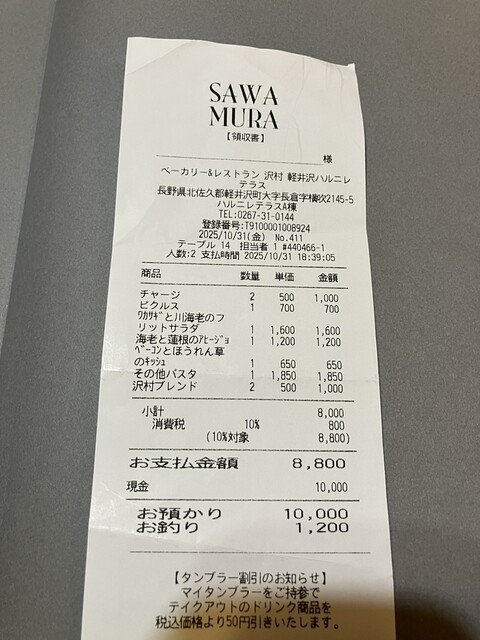 SAWA
MURA
【領収書】
様
ベーカリー&レストラン 沢村 軽井沢ハルニレ
テラス
長野県北佐久郡軽井沢町大字長倉字横吹2145-5
ハルニレテラスA棟
TEL:0267-31-0144
登録番号:T9100001008924
2025/10/31(金) No.411
テーブル 14 担当者 1 #440466-1
人数:2 支払時間 2025/10/31 18:39:05
商品 数量 単価 金額
チャージ 2 500 1,000
ピクルス 1 700 700
ワカサギと川海老のフ
リットサラダ 1 1,600 1,600
海老と蓮根のアヒージョ 1 1,200 1,200
ベーコンとほうれん草
のキッシュ 1 650 650
その他パスタ 1 1,850 1,850
沢村ブレンド 2 500 1,000
小計 8,000
消費税 10% 800
(10%対象 8,800)
お支払金額 8,800
現金 10,000
お預かり 10,000
お釣り 1,200
【タンブラー割引のお知らせ】
マイタンブラーをご持参で
テイクアウトのドリンク商品を
税込価格より50円引きいたします。